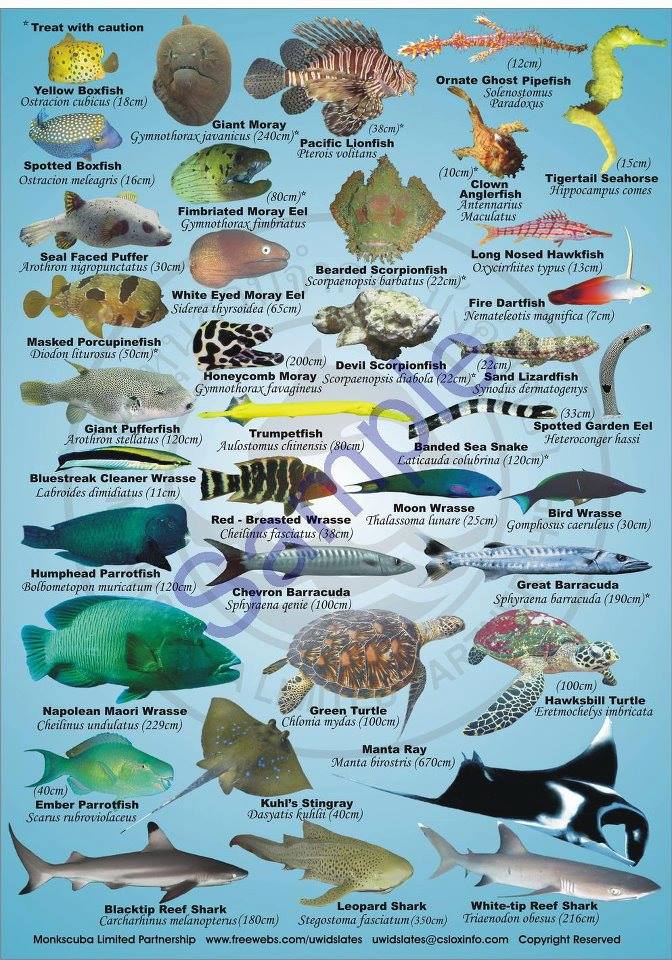 * Treat with caution
Yellow Boxfish
Ostracion cubicus (18cm)
Giant Moray
Gymnothorax javanicus (240cm)*
(38cm)*
Pacific Lionfish
Pterois volitans
(12cm)
Ornate Ghost Pipefish
Solenostomus
Paradoxus
(15cm)
Tigertail Seahorse
Hippocampus comes
Spotted Boxfish
Ostracion meleagris (16cm)
(80cm)*
Fimbriated Moray Eel
Gymnothorax fimbriatus
(10cm)*
Clown
Anglerfish
Antennarius
Maculatus
Seal Faced Puffer
Arothron nigropunctatus (30cm)
White Eyed Moray Eel
Siderea thyrsoidea (65cm)
Bearded Scorpionfish
Scorpaenopsis barbatus (22cm)*
Long Nosed Hawkfish
Oxycirrhites typus (13cm)
Fire Dartfish
Nemateleotis magnifica (7cm)
Masked Porcupinefish
Diodon liturosus (50cm)*
(200cm)
Honeycomb Moray
Gymnothorax favagineus
Devil Scorpionfish
Scorpaenopsis diabola (22cm)*
(22cm)
Sand Lizardfish
Synodus dermatogenys
(33cm)
Spotted Garden Eel
Heteroconger hassi
Giant Pufferfish
Arothron stellatus (120cm)
Trumpetfish
Aulostomus chinensis (80cm)
Banded Sea Snake
Laticauda colubrina (120cm)*
Bluestreak Cleaner Wrasse
Labroides dimidiatus (11cm)
Red - Breasted Wrasse
Cheilinus fasciatus (38cm)
Moon Wrasse
Thalassoma lunare (25cm)
Bird Wrasse
Gomphosus caeruleus (30cm)
Humphead Parrotfish
Bolbometopon muricatum (120cm)
Chevron Barracuda
Sphyraena qenie (100cm)
Great Barracuda
Sphyraena barracuda (190cm)*
Napolean Maori Wrasse
Cheilinus undulatus (229cm)
Green Turtle
Chlonia mydas (100cm)
(100cm)
Hawksbill Turtle
Eretmochelys imbricata
Manta Ray
Manta birostris (670cm)
(40cm)
Ember Parrotfish
Scarus rubroviolaceus
Kuhl's Stingray
Dasyatis kuhlii (40cm)
Blacktip Reef Shark
Carcharhinus melanopterus (180cm)
Leopard Shark
Stegostoma fasciatum (350cm)
White-tip Reef Shark
Triaenodon obesus (216cm)
Sample
Monkscuba Limited Partnership www.freewebs.com/uwidslates uwidslates@csloxinfo.com Copyright Reserved